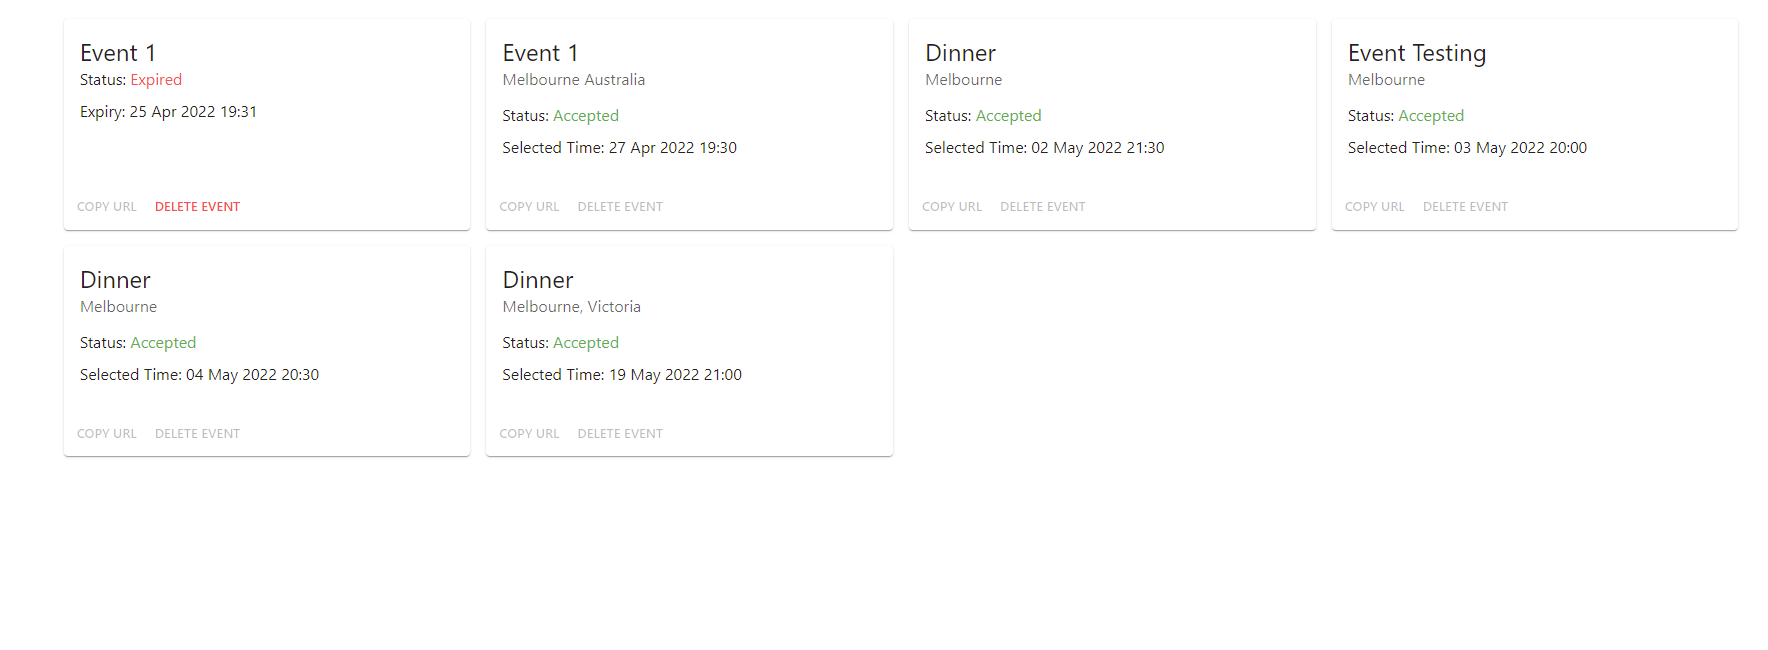 Event 1
Status: Expired
Expiry: 25 Apr 2022 19:31
COPY URL DELETE EVENT
Event 1
Melbourne Australia
Status: Accepted
Selected Time: 27 Apr 2022 19:30
COPY URL DELETE EVENT
Dinner
Melbourne
Status: Accepted
Selected Time: 02 May 2022 21:30
COPY URL DELETE EVENT
Event Testing
Melbourne
Status: Accepted
Selected Time: 03 May 2022 20:00
COPY URL DELETE EVENT
Dinner
Melbourne
Status: Accepted
Selected Time: 04 May 2022 20:30
COPY URL DELETE EVENT
Dinner
Melbourne, Victoria
Status: Accepted
Selected Time: 19 May 2022 21:00
COPY URL DELETE EVENT